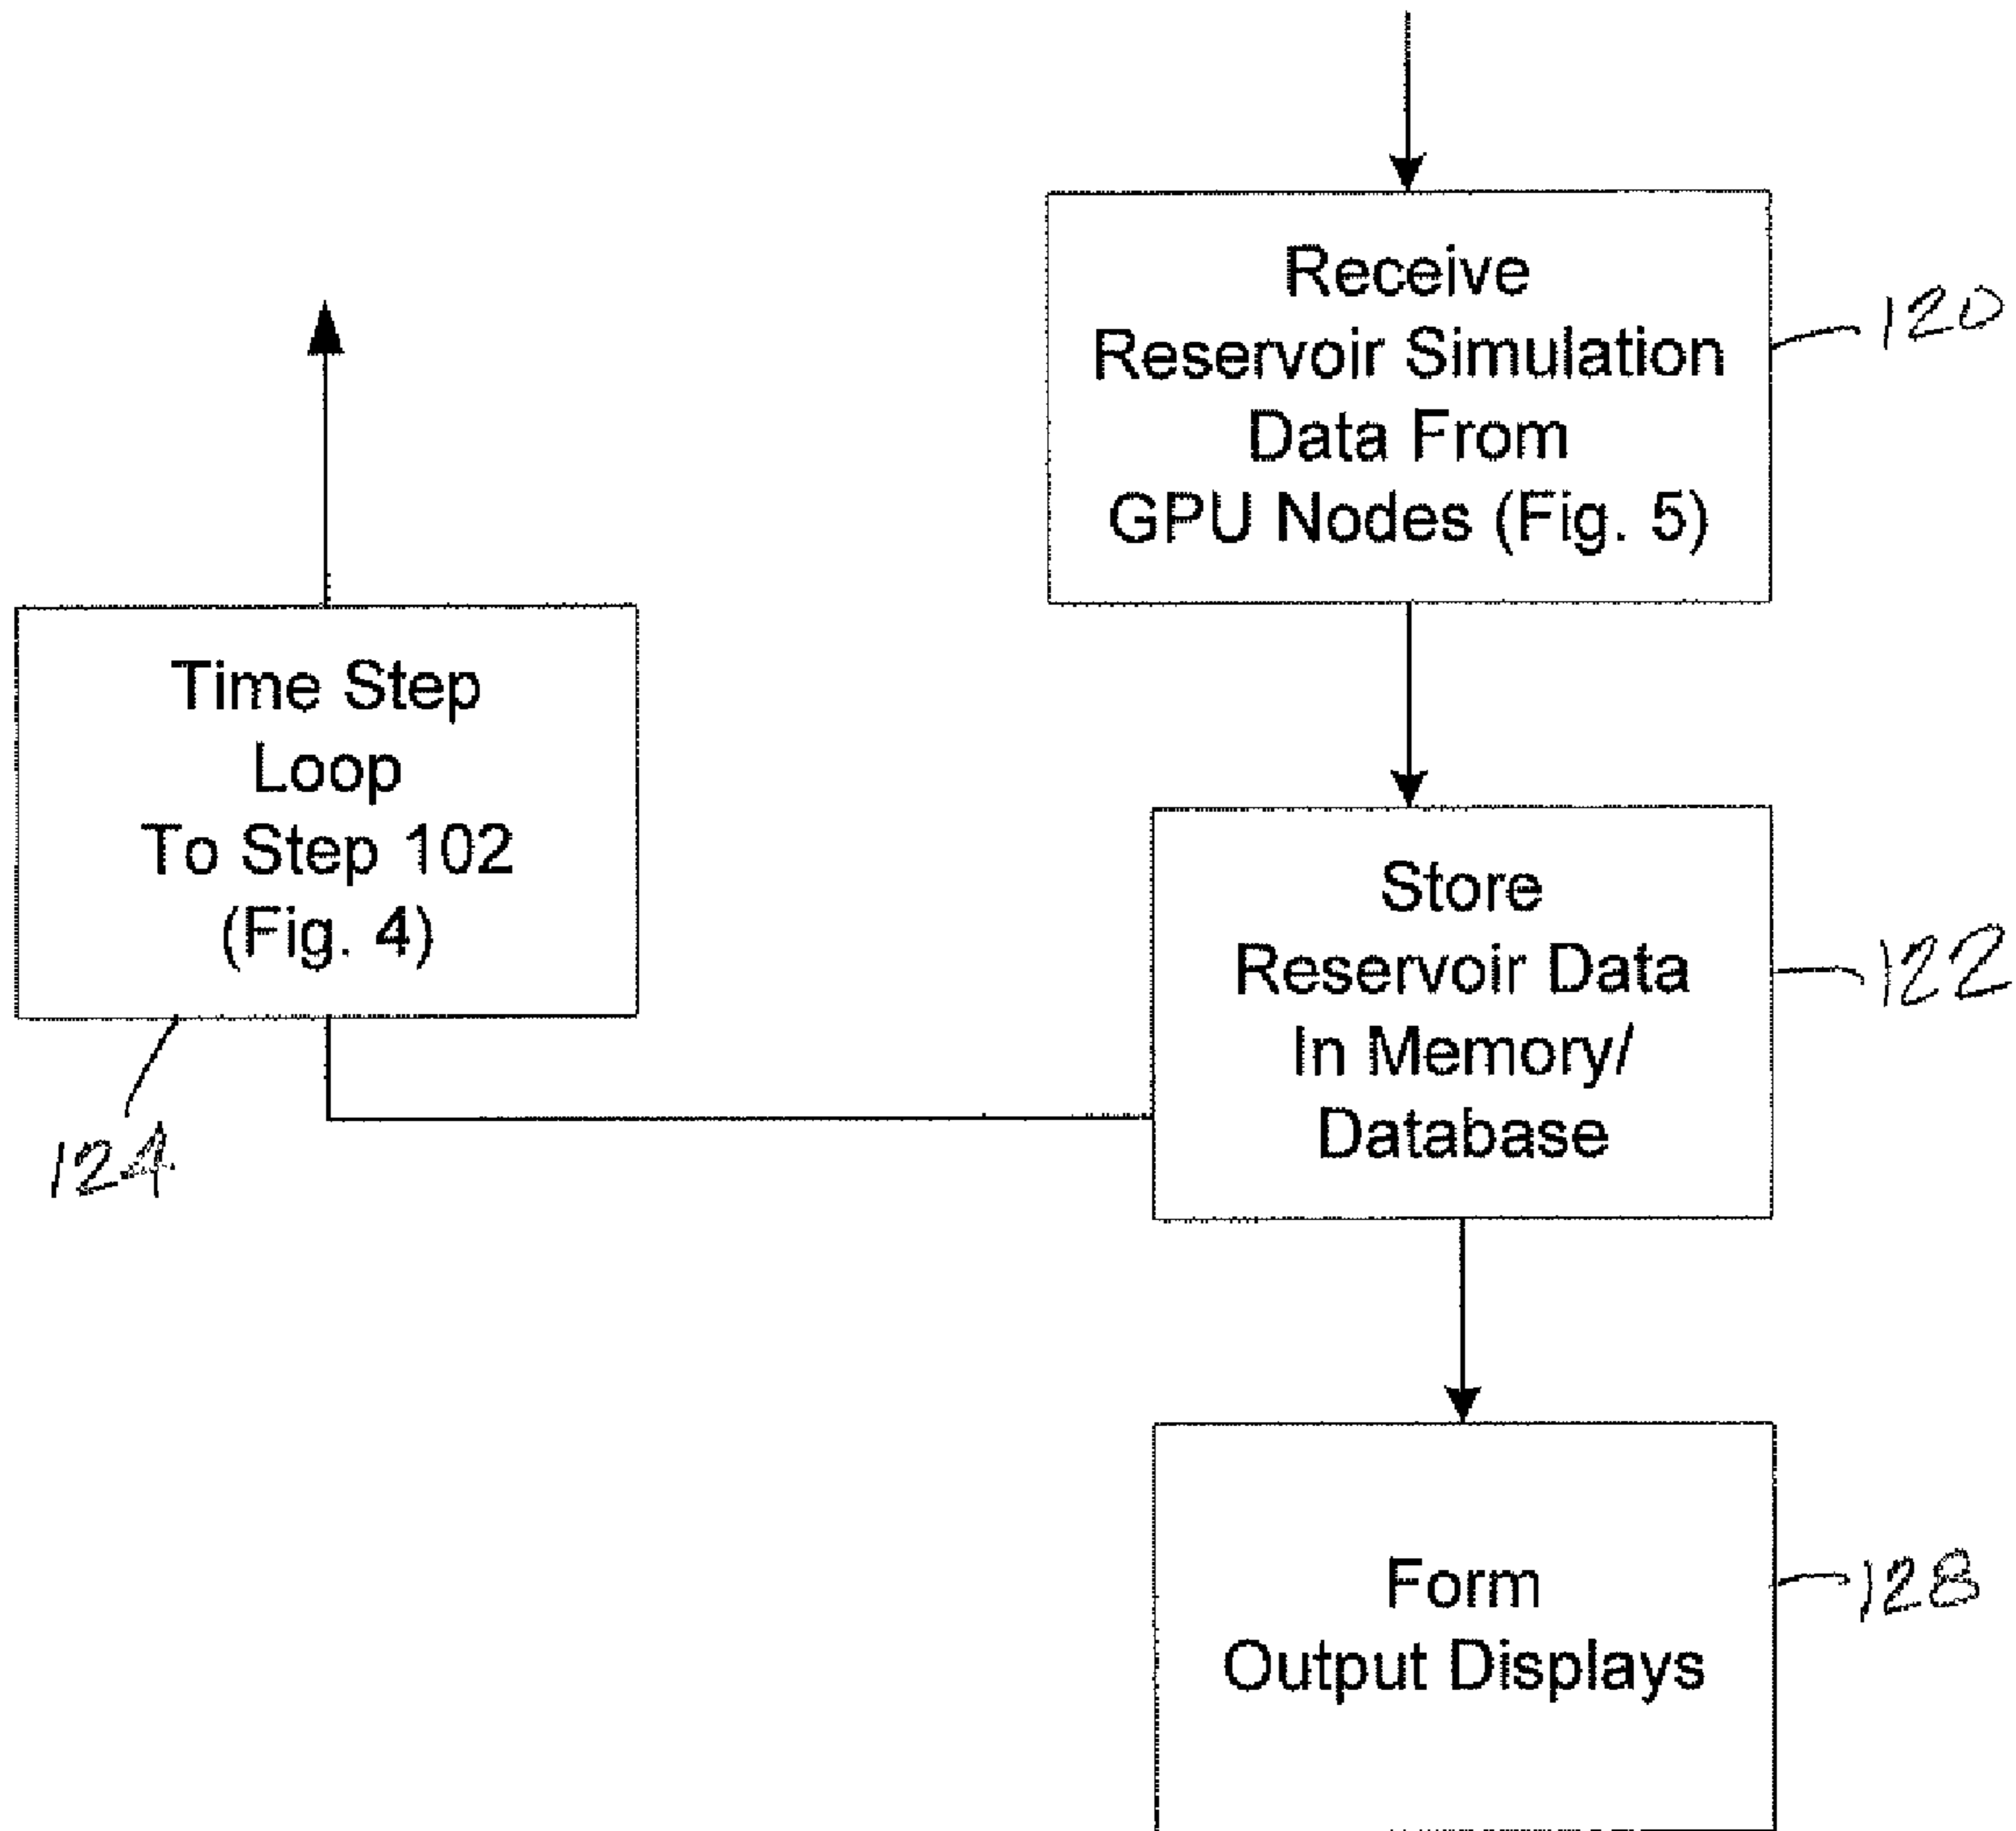 Receive
Reservoir Simulation
Data From
GPU Nodes (Fig. 5)
120
Time Step
Loop
To Step 102
(Fig. 4)
124
Store
Reservoir Data
In Memory/
Database
122
Form
Output Displays
128